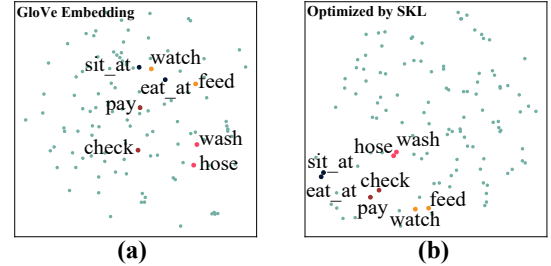 GloVe Embedding
sit_at
watch
eat_at
feed
pay
check
wash
hose
(a)
Optimized by SKL
wash
hose
sit_at
eat_at
check
pay
watch
feed
(b)